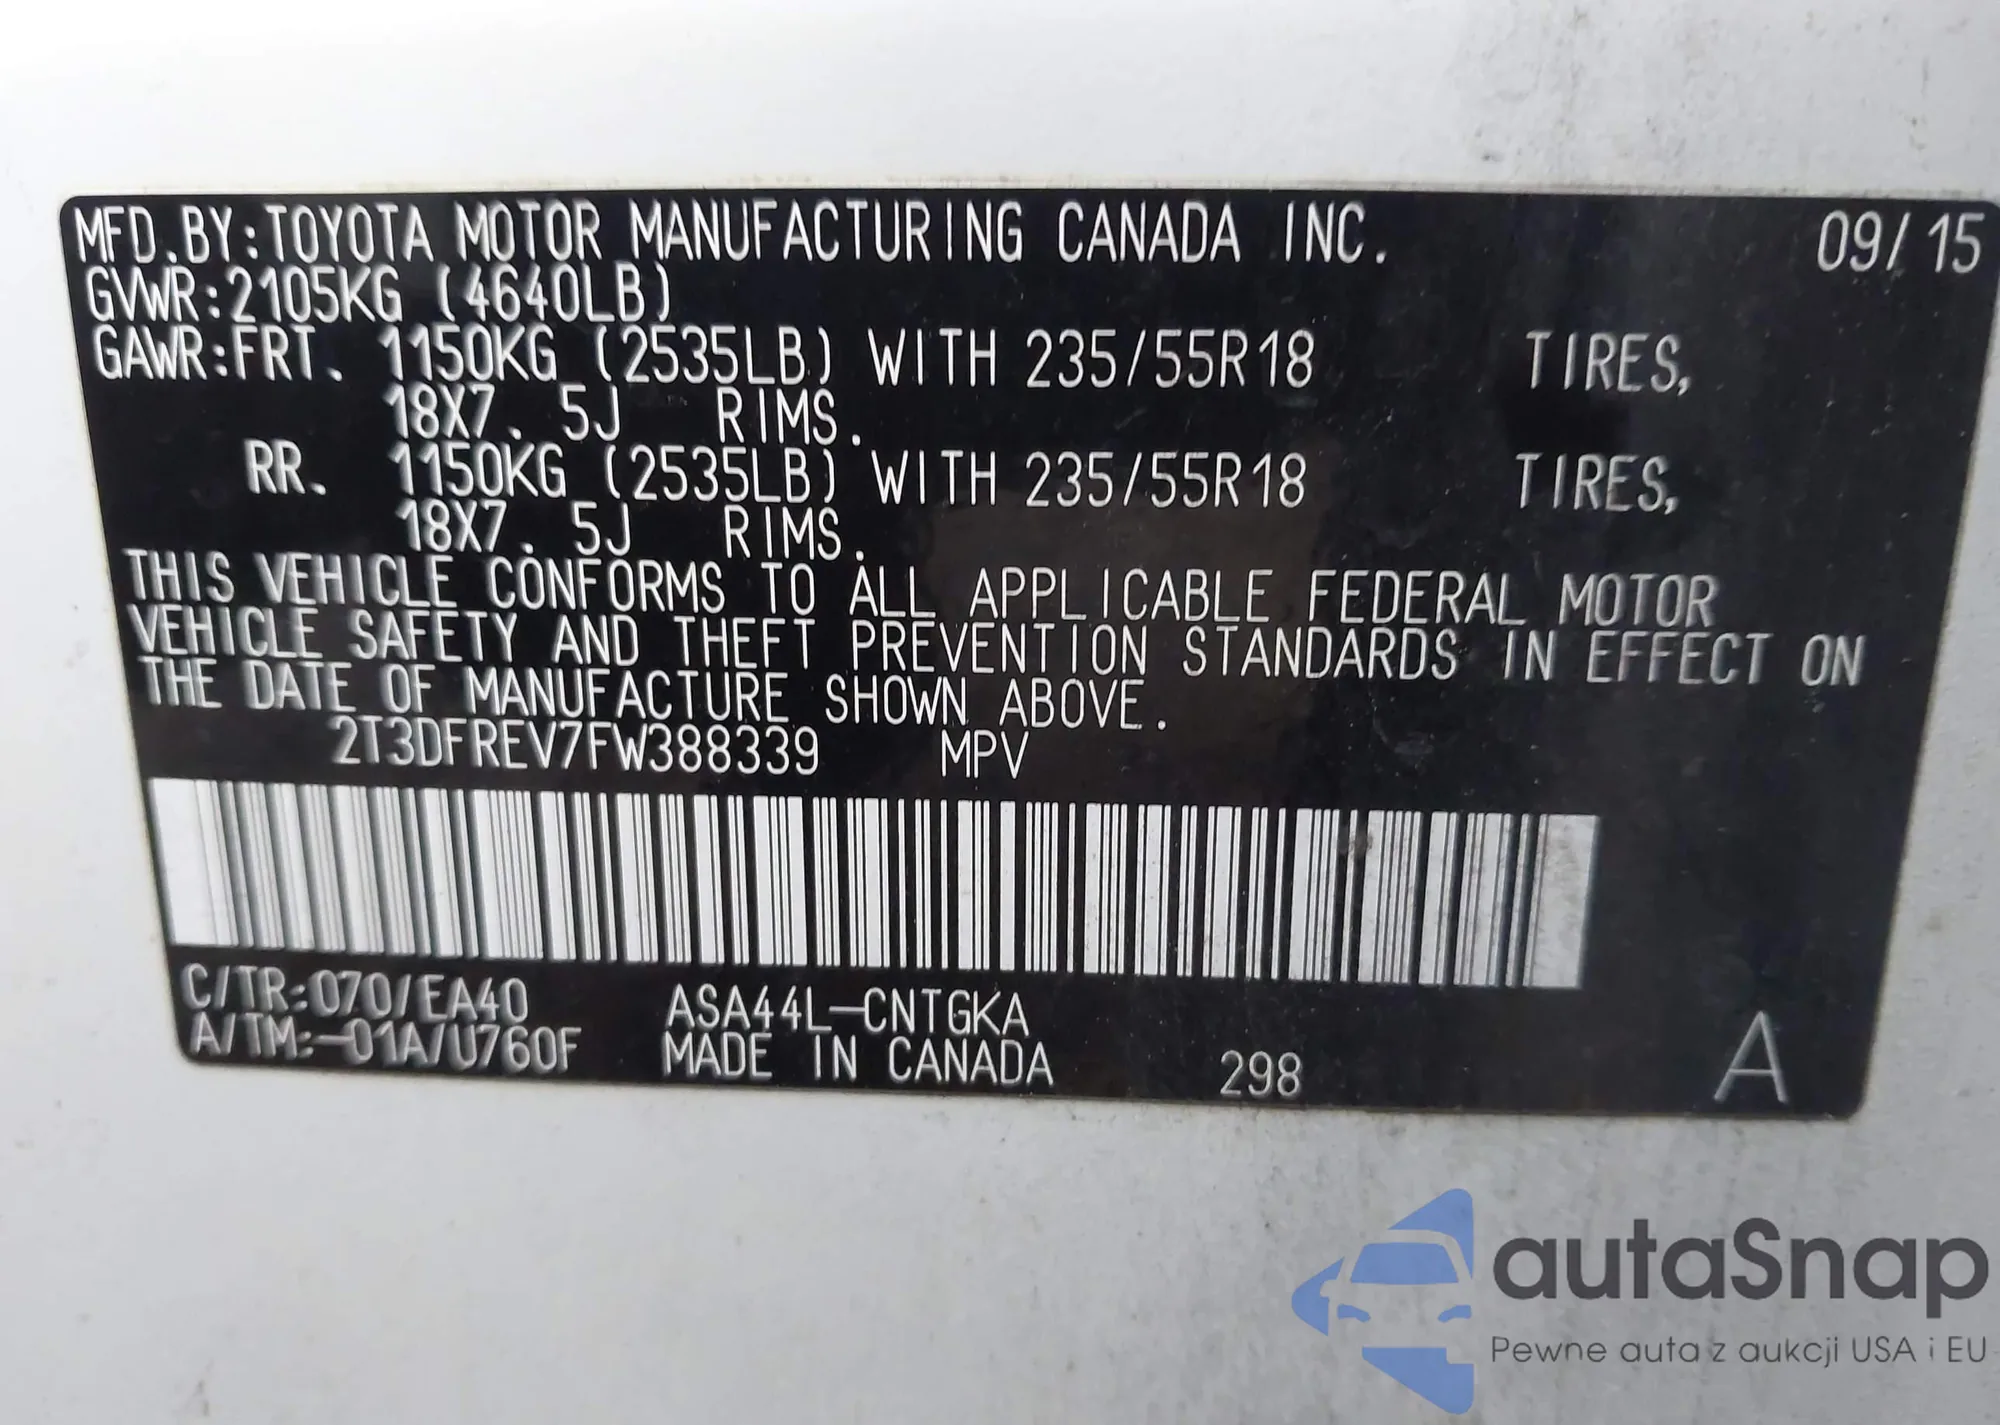 MFD.BY:TOYOTA MOTOR MANUFACTURING CANADA INC. 09/15
GVWR:2105KG (4640LB)
GAWR:FRT. 1150KG (2535LB) WITH 235/55R18 TIRES,
18X7. 5J RIMS.
RR. 1150KG (2535LB) WITH 235/55R18 TIRES,
18X7. 5J RIMS.
THIS VEHICLE CONFORMS TO ALL APPLICABLE FEDERAL MOTOR
VEHICLE SAFETY AND THEFT PREVENTION STANDARDS IN EFFECT ON
THE DATE OF MANUFACTURE SHOWN ABOVE.
2T3DFREV7FW388339 MPV
C/TR:070/EA40 ASA44L-CNTGKA
A/TM:-01A/U760F MADE IN CANADA 298 A
autaSnap
Pewne auta z aukcji USA i EU